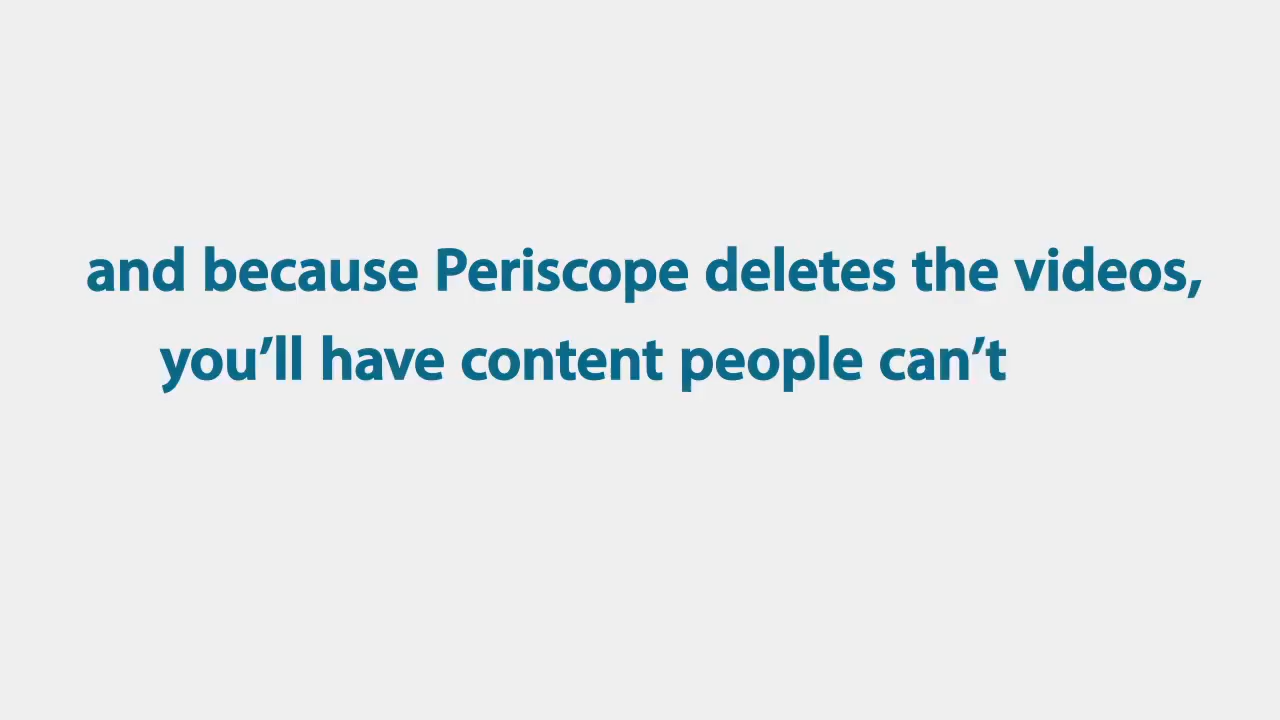 and because Periscope deletes the videos,
you’ll have content people can’t